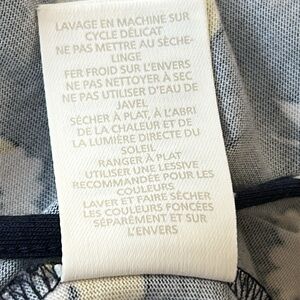 LAVAGE EN MACHINE SUR
CYCLE DÉLICAT
NE PAS METTRE AU SÈCHE-
LINGE
FER FROID SUR L'ENVERS
NE PAS NETTOYER À SEC
NE PAS UTILISER D'EAU DE
JAVEL
SÉCHER À PLAT, À L'ABRI
DE LA CHALEUR ET DE
LA LUMIÈRE DIRECTE DU
SOLEIL
RANGER À PLAT
UTILISER UNE LESSIVE
RECOMMANDÉE POUR LES
COULEURS
LAVER ET FAIRE SÉCHER
LES COULEURS FONCÉES
SÉPARÉMENT ET SUR
L'ENVERS